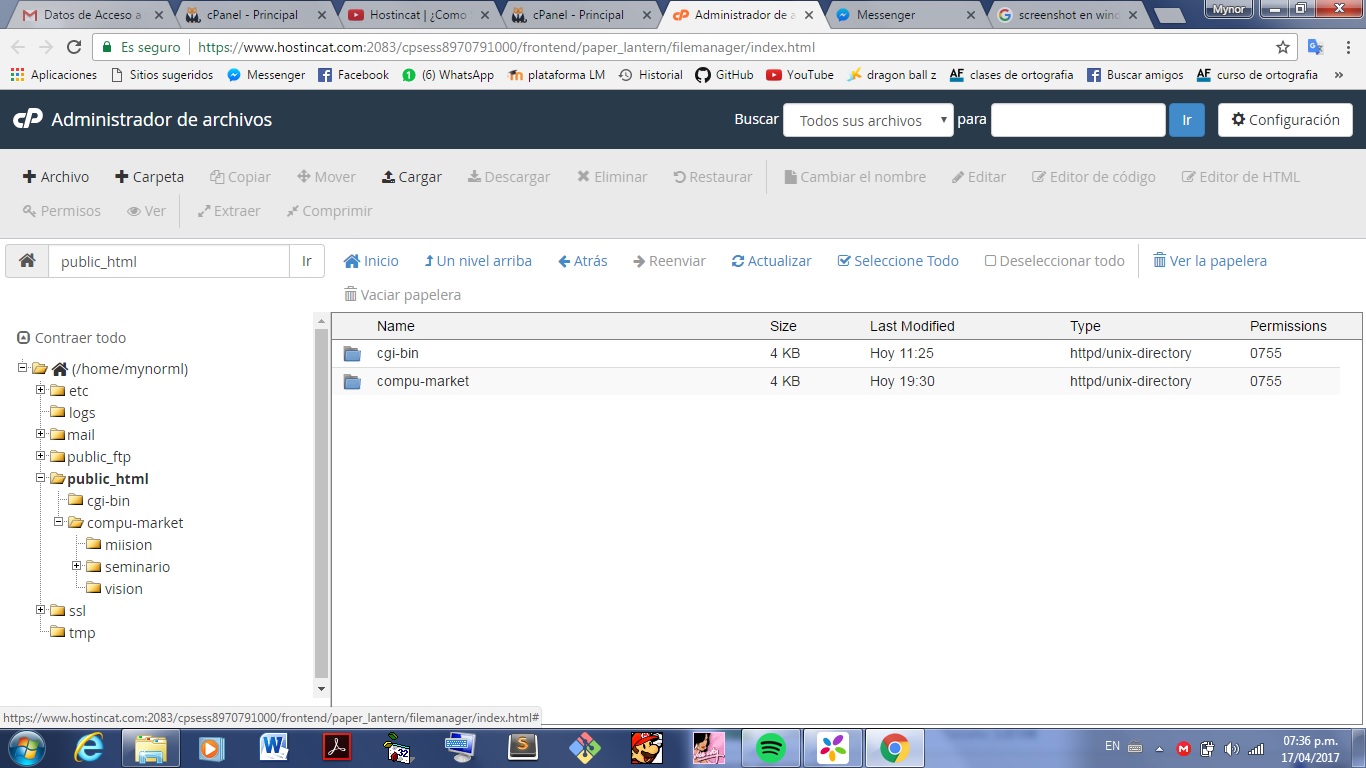 Datos de Acceso a
cPanel - Principal
Hostincat | ¿Como
cPanel - Principal
Administrador de a
Messenger
screenshot en wind
Mynor
Es seguro | https://www.hostincat.com:2083/cpsess8970791000/frontend/paper_lantern/filemanager/index.html
Aplicaciones Sitios sugeridos Messenger Facebook (6) WhatsApp plataforma LM Historial GitHub YouTube dragon ball z AF clases de ortografia Buscar amigos AF curso de ortografia »
cP Administrador de archivos Buscar Todos sus archivos para Ir Configuración
Archivo Carpeta Copiar Mover Cargar Descargar Eliminar Restaurar Cambiar el nombre Editar Editor de código Editor de HTML
Permisos Ver Extraer Comprimir
public_html Ir Inicio Un nivel arriba Atrás Reenviar Actualizar Seleccione Todo Deseleccionar todo Ver la papelera
Vaciar papelera
Contraer todo
(/home/mynorml)
etc
logs
mail
public_ftp
public_html
cgi-bin
compu-market
miision
seminario
vision
ssl
tmp
Name Size Last Modified Type Permissions
cgi-bin 4 KB Hoy 11:25 httpd/unix-directory 0755
compu-market 4 KB Hoy 19:30 httpd/unix-directory 0755
https://www.hostincat.com:2083/cpsess8970791000/frontend/paper_lantern/filemanager/index.html#
EN
07:36 p.m.
17/04/2017